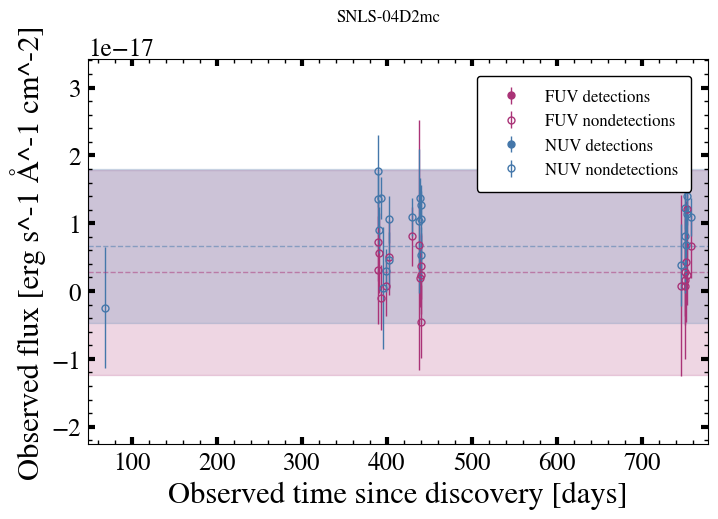 SNLS-04D2mc
1e−17
3
2
1
0
−1
−2
Observed flux [erg s^-1 Å^-1 cm^-2]
FUV detections
FUV nondetections
NUV detections
NUV nondetections
100 200 300 400 500 600 700
Observed time since discovery [days]